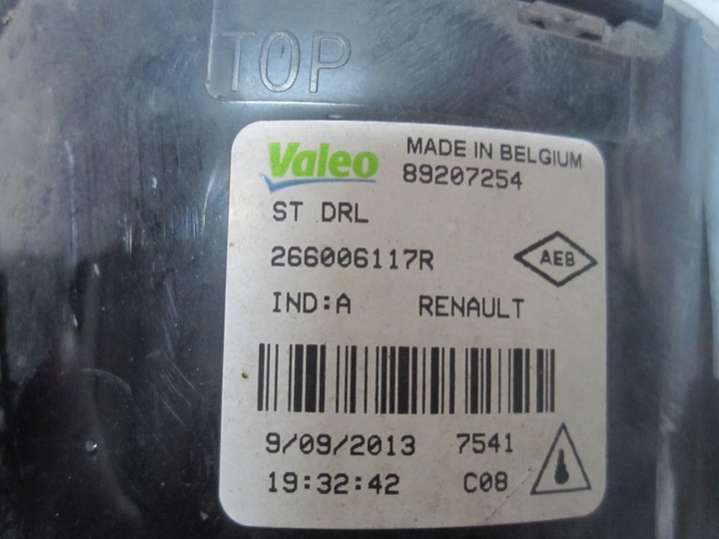 TOP
Valeo MADE IN BELGIUM
89207254
ST DRL
266006117R AEB
IND:A RENAULT
9/09/2013 7541
19:32:42 C08